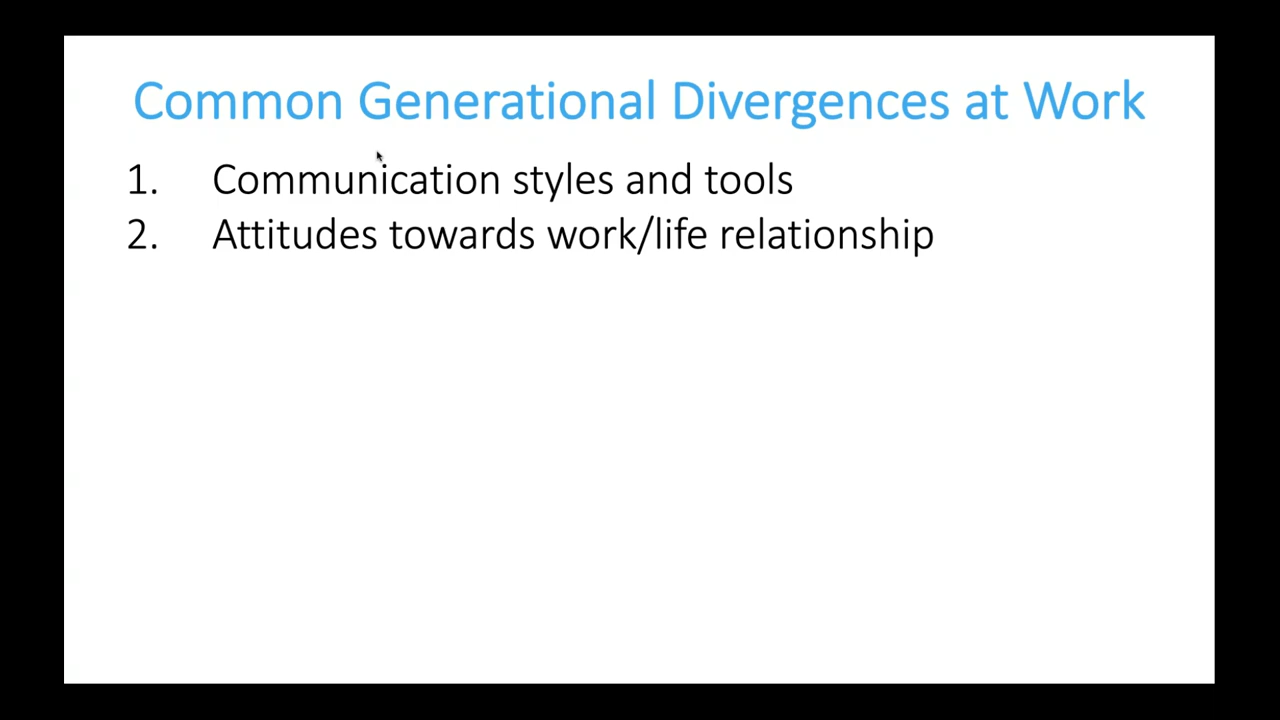 Common Generational Divergences at Work
1. Communication styles and tools
2. Attitudes towards work/life relationship